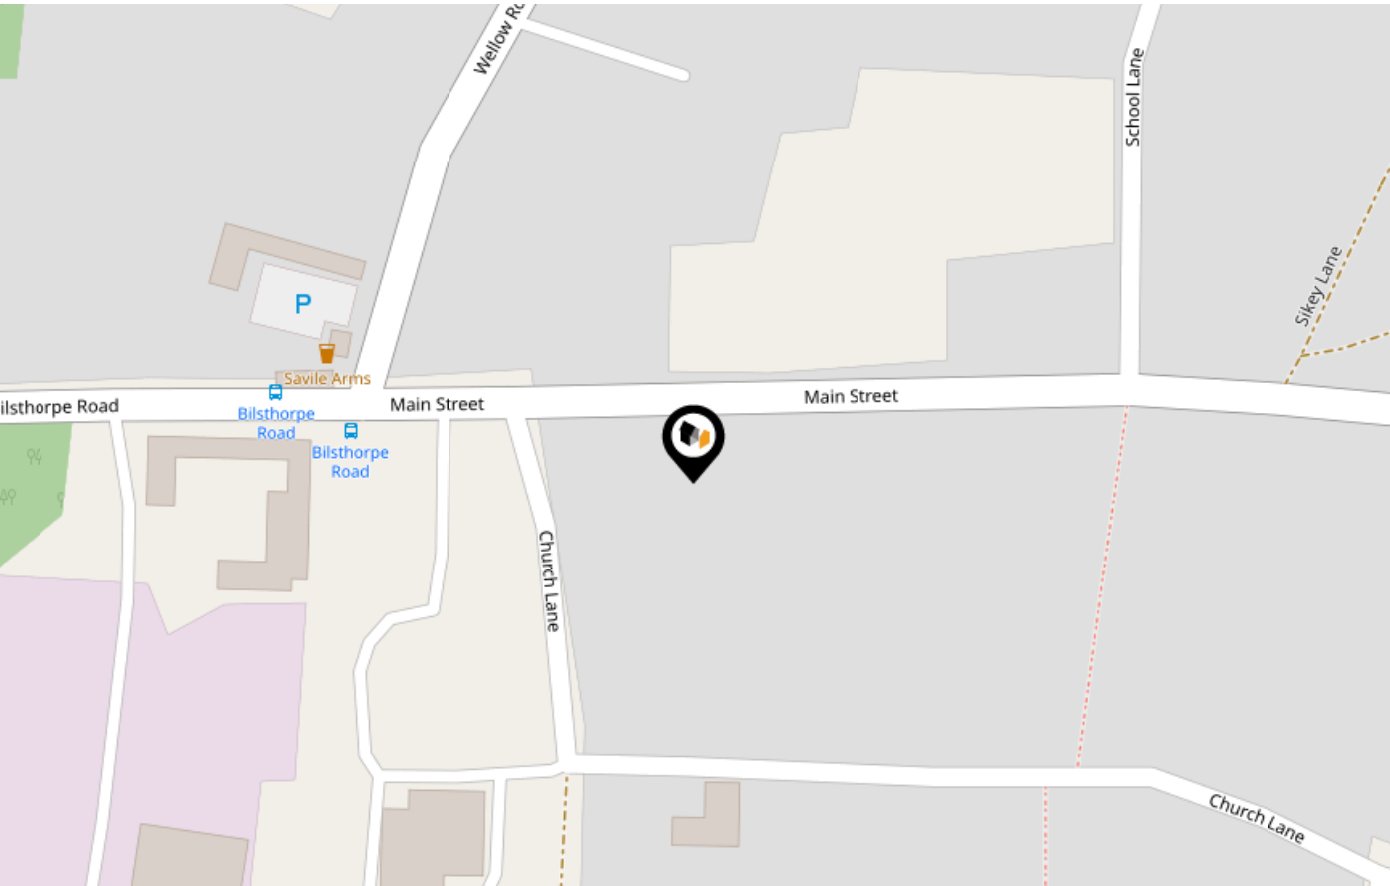 Wellow Ro
School Lane
Sikey Lane
P
Savile Arms
ilsthorpe Road
Bilsthorpe
Road
Main Street
Main Street
Bilsthorpe
Road
Church Lane
Church Lane